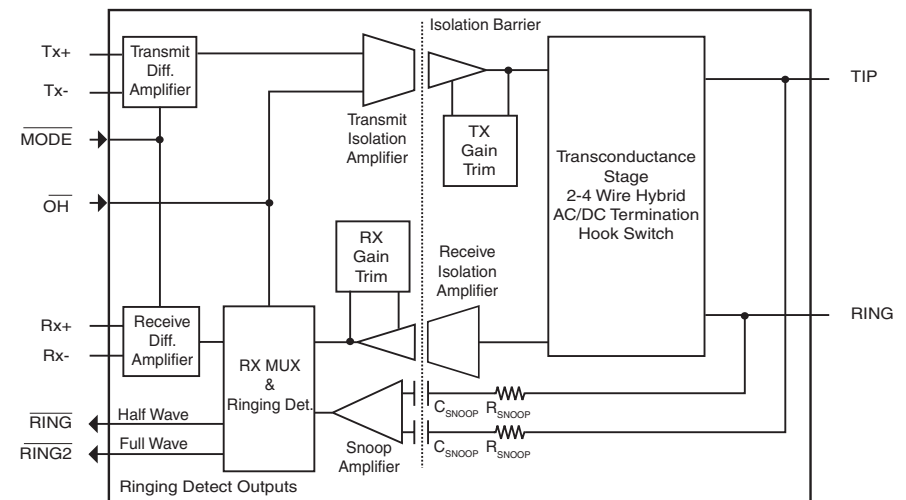 Isolation Barrier
Tx+
Tx-
MODE
OH
Transmit
Diff.
Amplifier
Transmit
Isolation
Amplifier
TX
Gain
Trim
Transconductance
Stage
2-4 Wire Hybrid
AC/DC Termination
Hook Switch
TIP
RING
RX
Gain
Trim
Receive
Isolation
Amplifier
Rx+
Rx-
Receive
Diff.
Amplifier
RX MUX
&
Ringing Det.
CSNOOP RSNOOP
CSNOOP RSNOOP
Snoop
Amplifier
RING
Half Wave
RING2
Full Wave
Ringing Detect Outputs